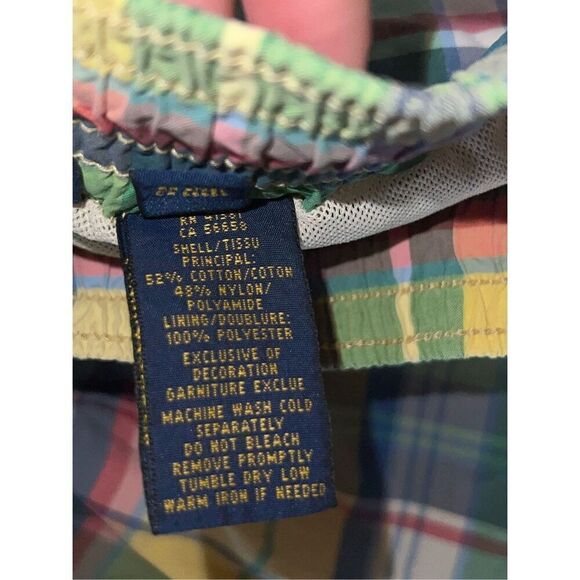 RN 41381
CA 56658
SHELL/TISSU
PRINCIPAL:
52% COTTON/COTON
48% NYLON/
POLYAMIDE
LINING/DOUBLURE:
100% POLYESTER
EXCLUSIVE OF
DECORATION
GARNITURE EXCLUE
MACHINE WASH COLD
SEPARATELY
DO NOT BLEACH
REMOVE PROMPTLY
TUMBLE DRY LOW
WARM IRON IF NEEDED